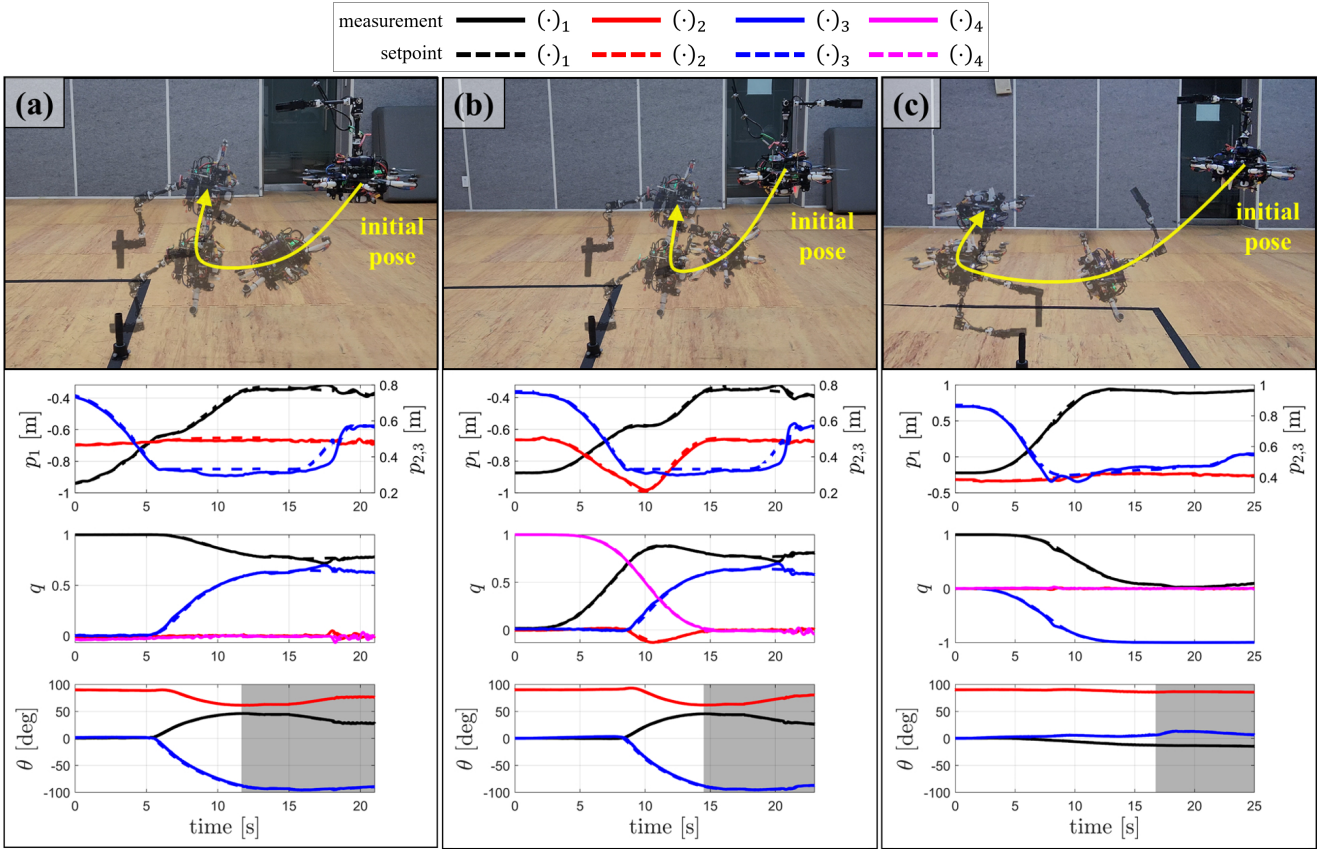 measurement (·)₁ (·)₂ (·)₃ (·)₄
setpoint (·)₁ (·)₂ (·)₃ (·)₄
(a)
initial
pose
(b)
initial
pose
(c)
initial
pose
p₁ [m]
-0.4
-0.6
-0.8
-1
0.8
0.6
0.4
0.2
p₂,₃ [m]
0 5 10 15 20
q
1
0.5
0
0 5 10 15 20
θ [deg]
100
50
0
-50
-100
0 5 10 15 20
time [s]
p₁ [m]
-0.4
-0.6
-0.8
-1
0.8
0.6
0.4
0.2
p₂,₃ [m]
0 5 10 15 20
q
1
0.5
0
0 5 10 15 20
θ [deg]
100
50
0
-50
-100
0 5 10 15 20
time [s]
p₁ [m]
1
0.5
0
-0.5
1
0.8
0.6
0.4
p₂,₃ [m]
0 5 10 15 20 25
q
1
0
-1
0 5 10 15 20 25
θ [deg]
100
50
0
-50
-100
0 5 10 15 20 25
time [s]